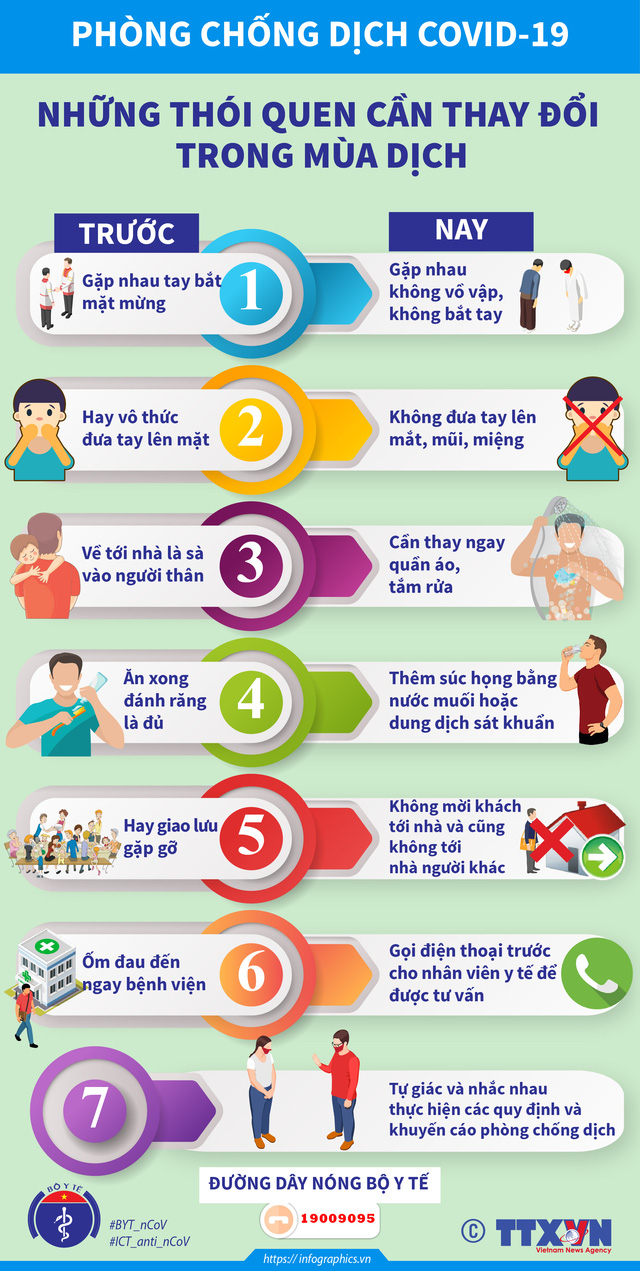 PHÒNG CHỐNG DỊCH COVID-19
NHỮNG THÓI QUEN CẦN THAY ĐỔI
TRONG MÙA DỊCH
TRƯỚC
NAY
Gặp nhau tay bắt
mặt mừng
1
Gặp nhau
không vồ vập,
không bắt tay
Hay vô thức
đưa tay lên mặt
2
Không đưa tay lên
mắt, mũi, miệng
Về tới nhà là sà
vào người thân
3
Cần thay ngay
quần áo,
tắm rửa
Ăn xong
đánh răng
là đủ
4
Thêm súc họng bằng
nước muối hoặc
dung dịch sát khuẩn
Hay giao lưu
gặp gỡ
5
Không mời khách
tới nhà và cũng
không tới
nhà người khác
Ốm đau đến
ngay bệnh viện
6
Gọi điện thoại trước
cho nhân viên y tế để
được tư vấn
7
Tự giác và nhắc nhau
thực hiện các quy định và
khuyến cáo phòng chống dịch
ĐƯỜNG DÂY NÓNG BỘ Y TẾ
19009095
BỘ Y TẾ
#BYT_nCoV
#ICT_anti_nCoV
© TTXVN
Vietnam News Agency
https://infographics.vn